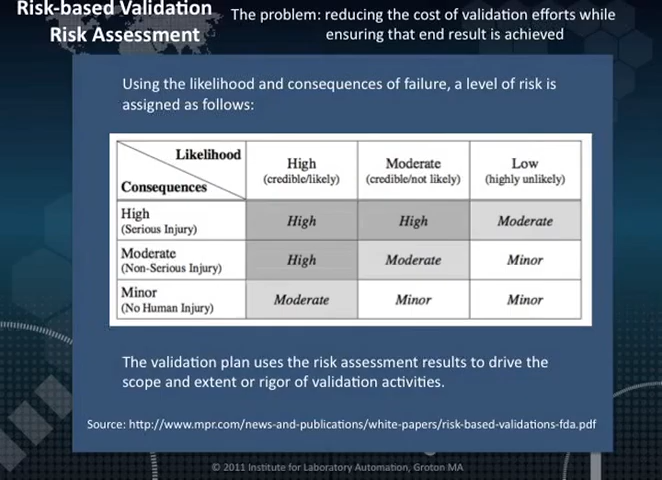 Risk-based Validation
Risk Assessment
The problem: reducing the cost of validation efforts while
ensuring that end result is achieved
Using the likelihood and consequences of failure, a level of risk is
assigned as follows:
Likelihood
Consequences
High
(credible/likely)
Moderate
(credible/not likely)
Low
(highly unlikely)
High
(Serious Injury)
High
High
Moderate
Moderate
(Non-Serious Injury)
High
Moderate
Minor
Minor
(No Human Injury)
Moderate
Minor
Minor
The validation plan uses the risk assessment results to drive the
scope and extent or rigor of validation activities.
Source: http://www.mpr.com/news-and-publications/white-papers/risk-based-validations-fda.pdf
© 2011 Institute for Laboratory Automation, Groton MA